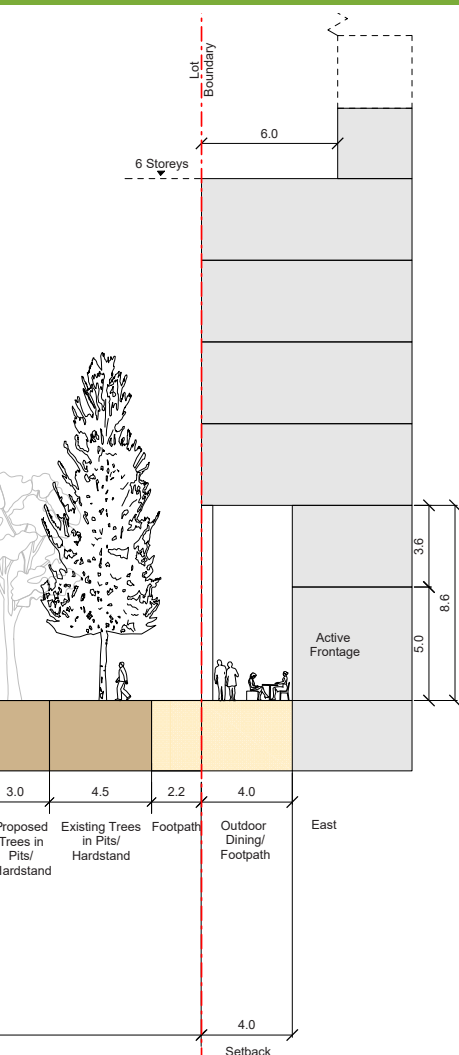 Lot
Boundary
6.0
6 Storeys
3.6
8.6
5.0
Active
Frontage
3.0
4.5
2.2
4.0
Proposed
Trees in
Pits/
Hardstand
Existing Trees
in Pits/
Hardstand
Footpath
Outdoor
Dining/
Footpath
East
4.0
Setback